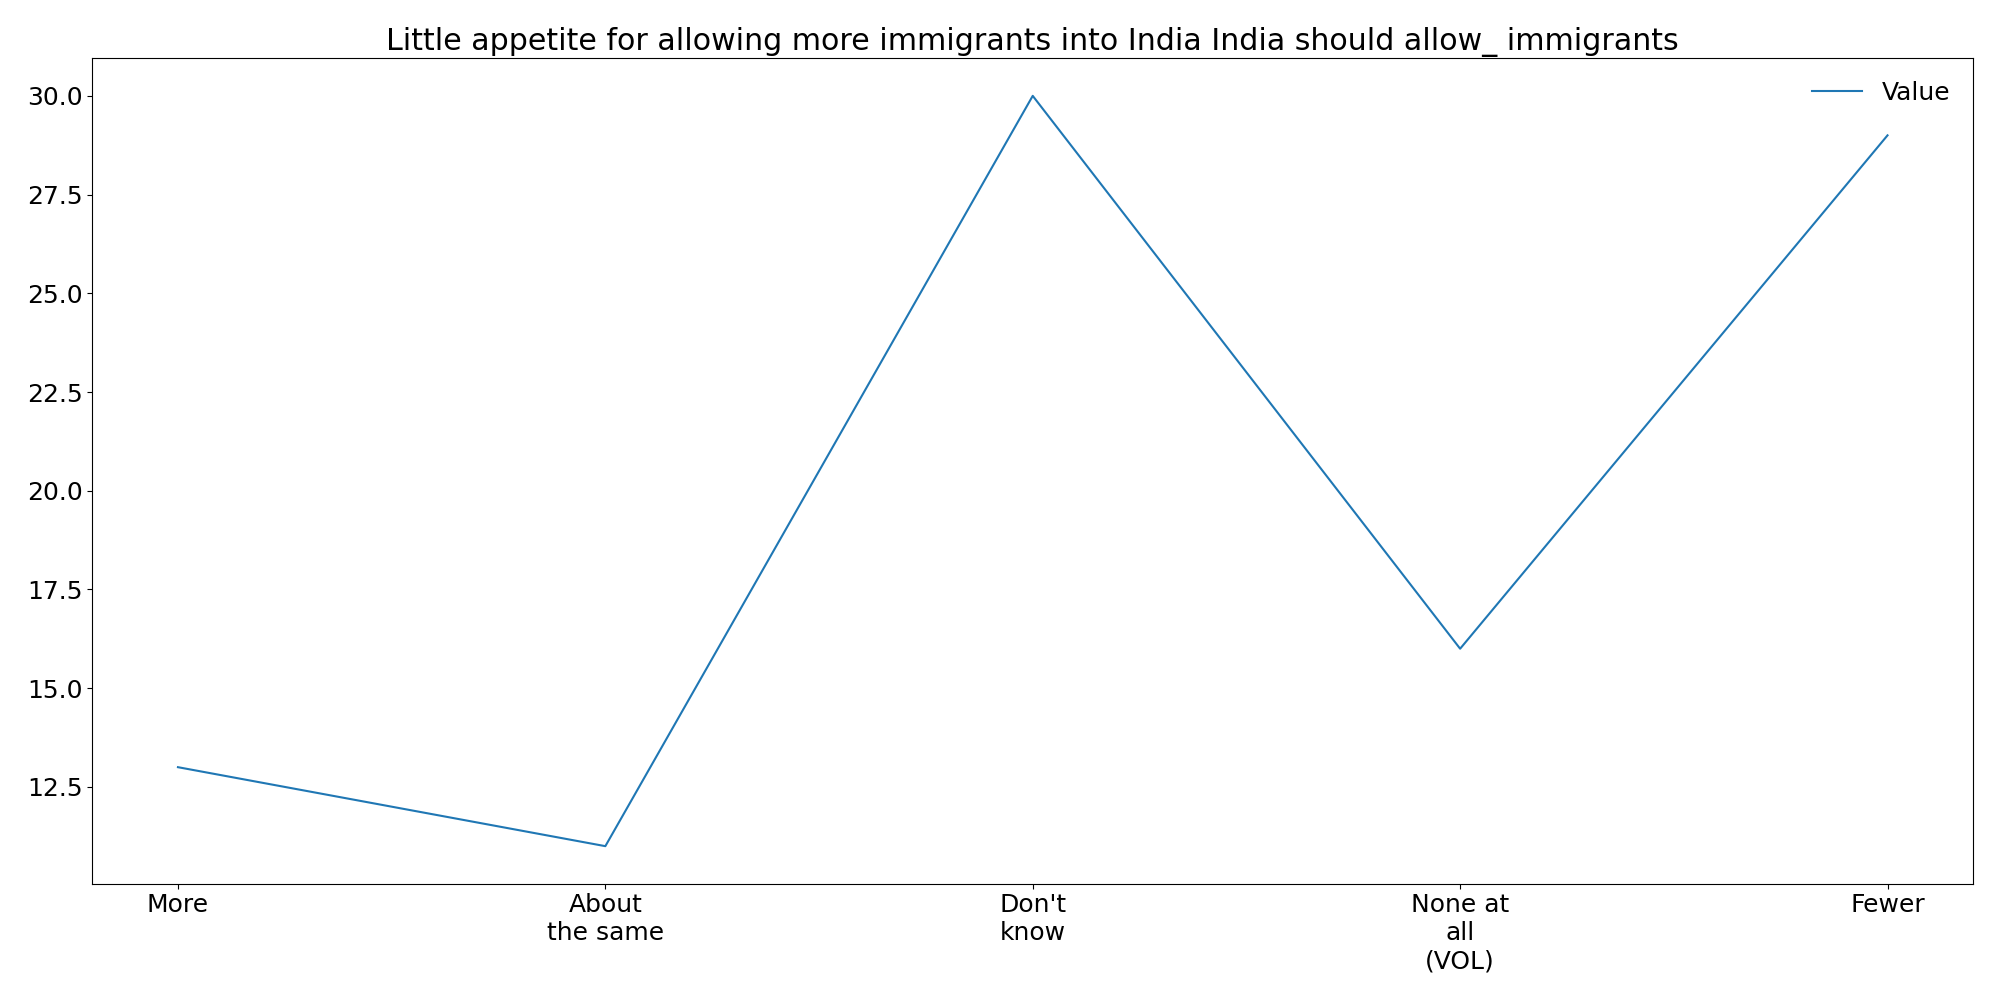 Little appetite for allowing more immigrants into India India should allow_ immigrants
Value
30.0
27.5
25.0
22.5
20.0
17.5
15.0
12.5
More
About
the same
Don't
know
None at
all
(VOL)
Fewer